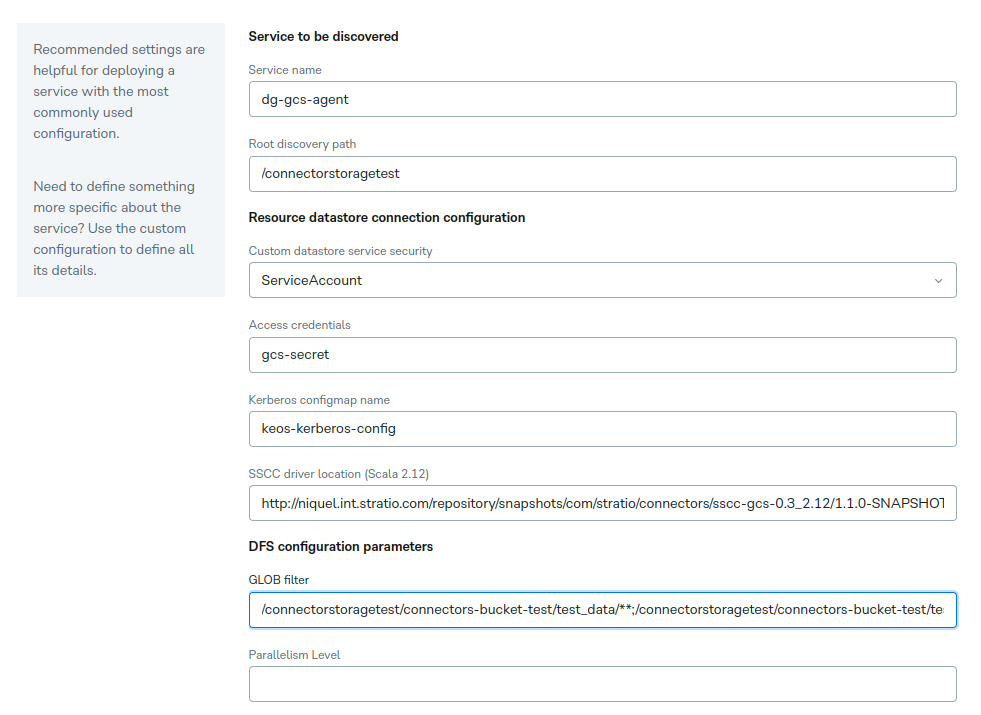 Recommended settings are
helpful for deploying a
service with the most
commonly used
configuration.
Need to define something
more specific about the
service? Use the custom
configuration to define all
its details.
Service to be discovered
Service name
dg-gcs-agent
Root discovery path
/connectorstoragetest
Resource datastore connection configuration
Custom datastore service security
ServiceAccount
Access credentials
gcs-secret
Kerberos configmap name
keos-kerberos-config
SSCC driver location (Scala 2.12)
http://niquel.int.stratio.com/repository/snapshots/com/stratio/connectors/sscc-gcs-0.3_2.12/1.1.0-SNAPSHOT
DFS configuration parameters
GLOB filter
/connectorstoragetest/connectors-bucket-test/test_data/**;/connectorstoragetest/connectors-bucket-test/te
Parallelism Level